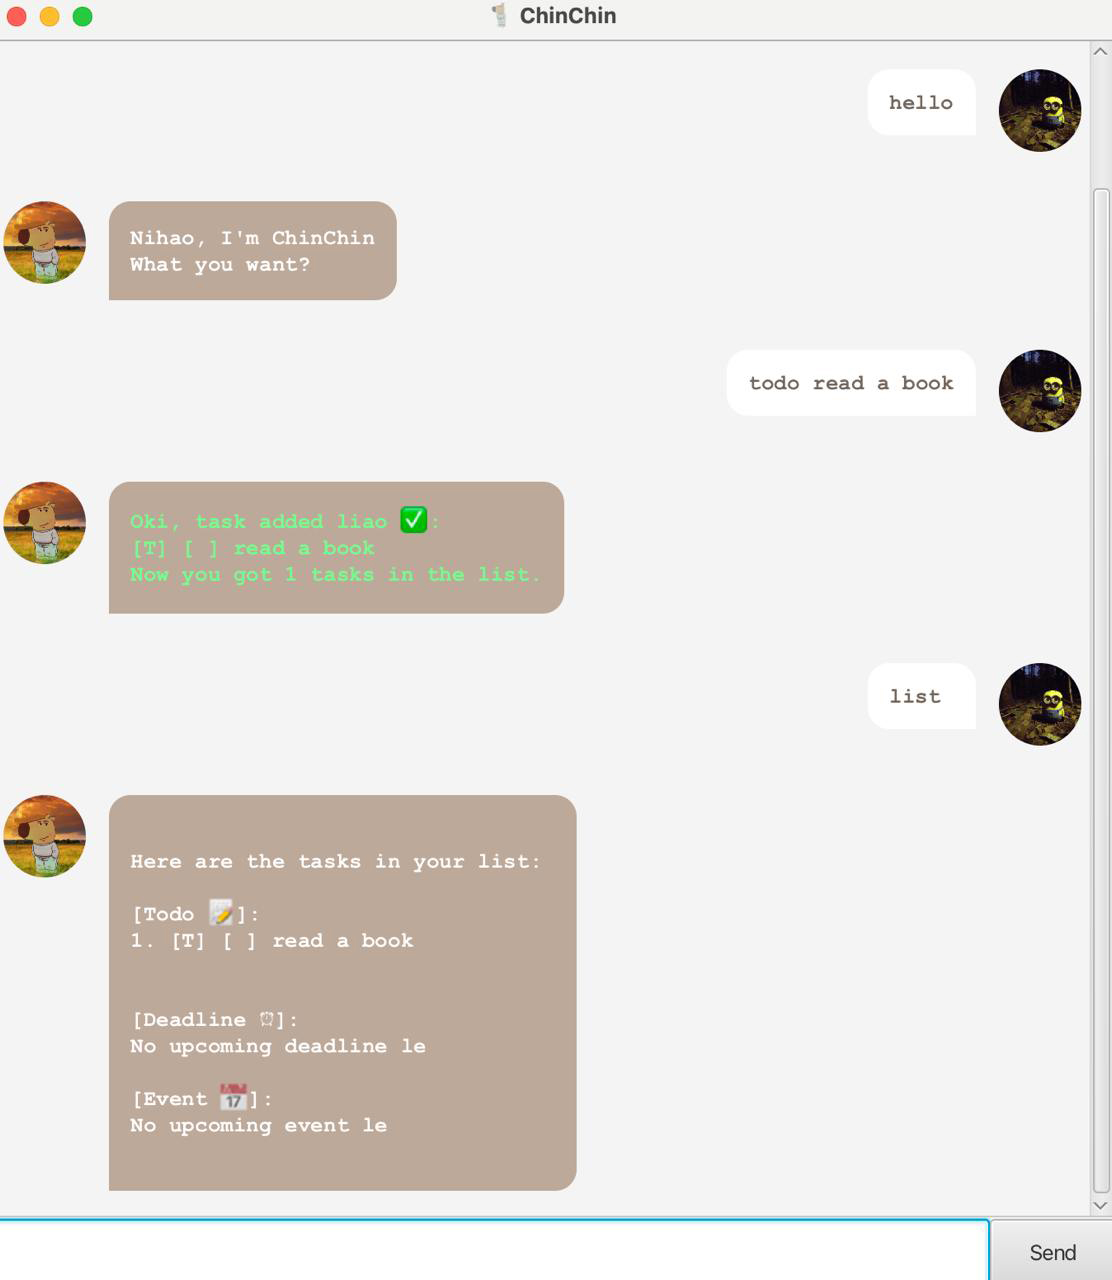 ChinChin
hello
Nihao, I'm ChinChin
What you want?
todo read a book
Oki, task added liao ✅:
[T] [ ] read a book
Now you got 1 tasks in the list.
list
Here are the tasks in your list:
[Todo 📝]:
1. [T] [ ] read a book
[Deadline ⏰]:
No upcoming deadline le
[Event 📅]:
No upcoming event le
Send